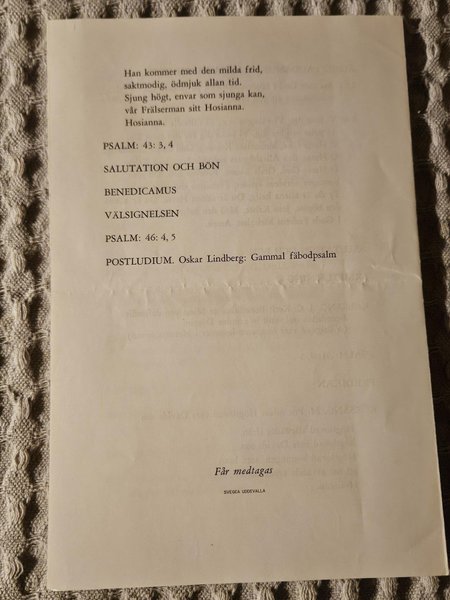 Han kommer med den milda frid,
saktmodig, ödmjuk allan tid.
Sjung högt, envar som sjunga kan,
vår Frälserman sitt Hosianna.
Hosianna.
PSALM: 43: 3, 4
SALUTATION OCH BÖN
BENEDICAMUS
VÄLSIGNELSEN
PSALM: 46: 4, 5
POSTLUDIUM. Oskar Lindberg: Gammal fäbodpsalm
Får medtagas
SVEGCA UDDEVALLA